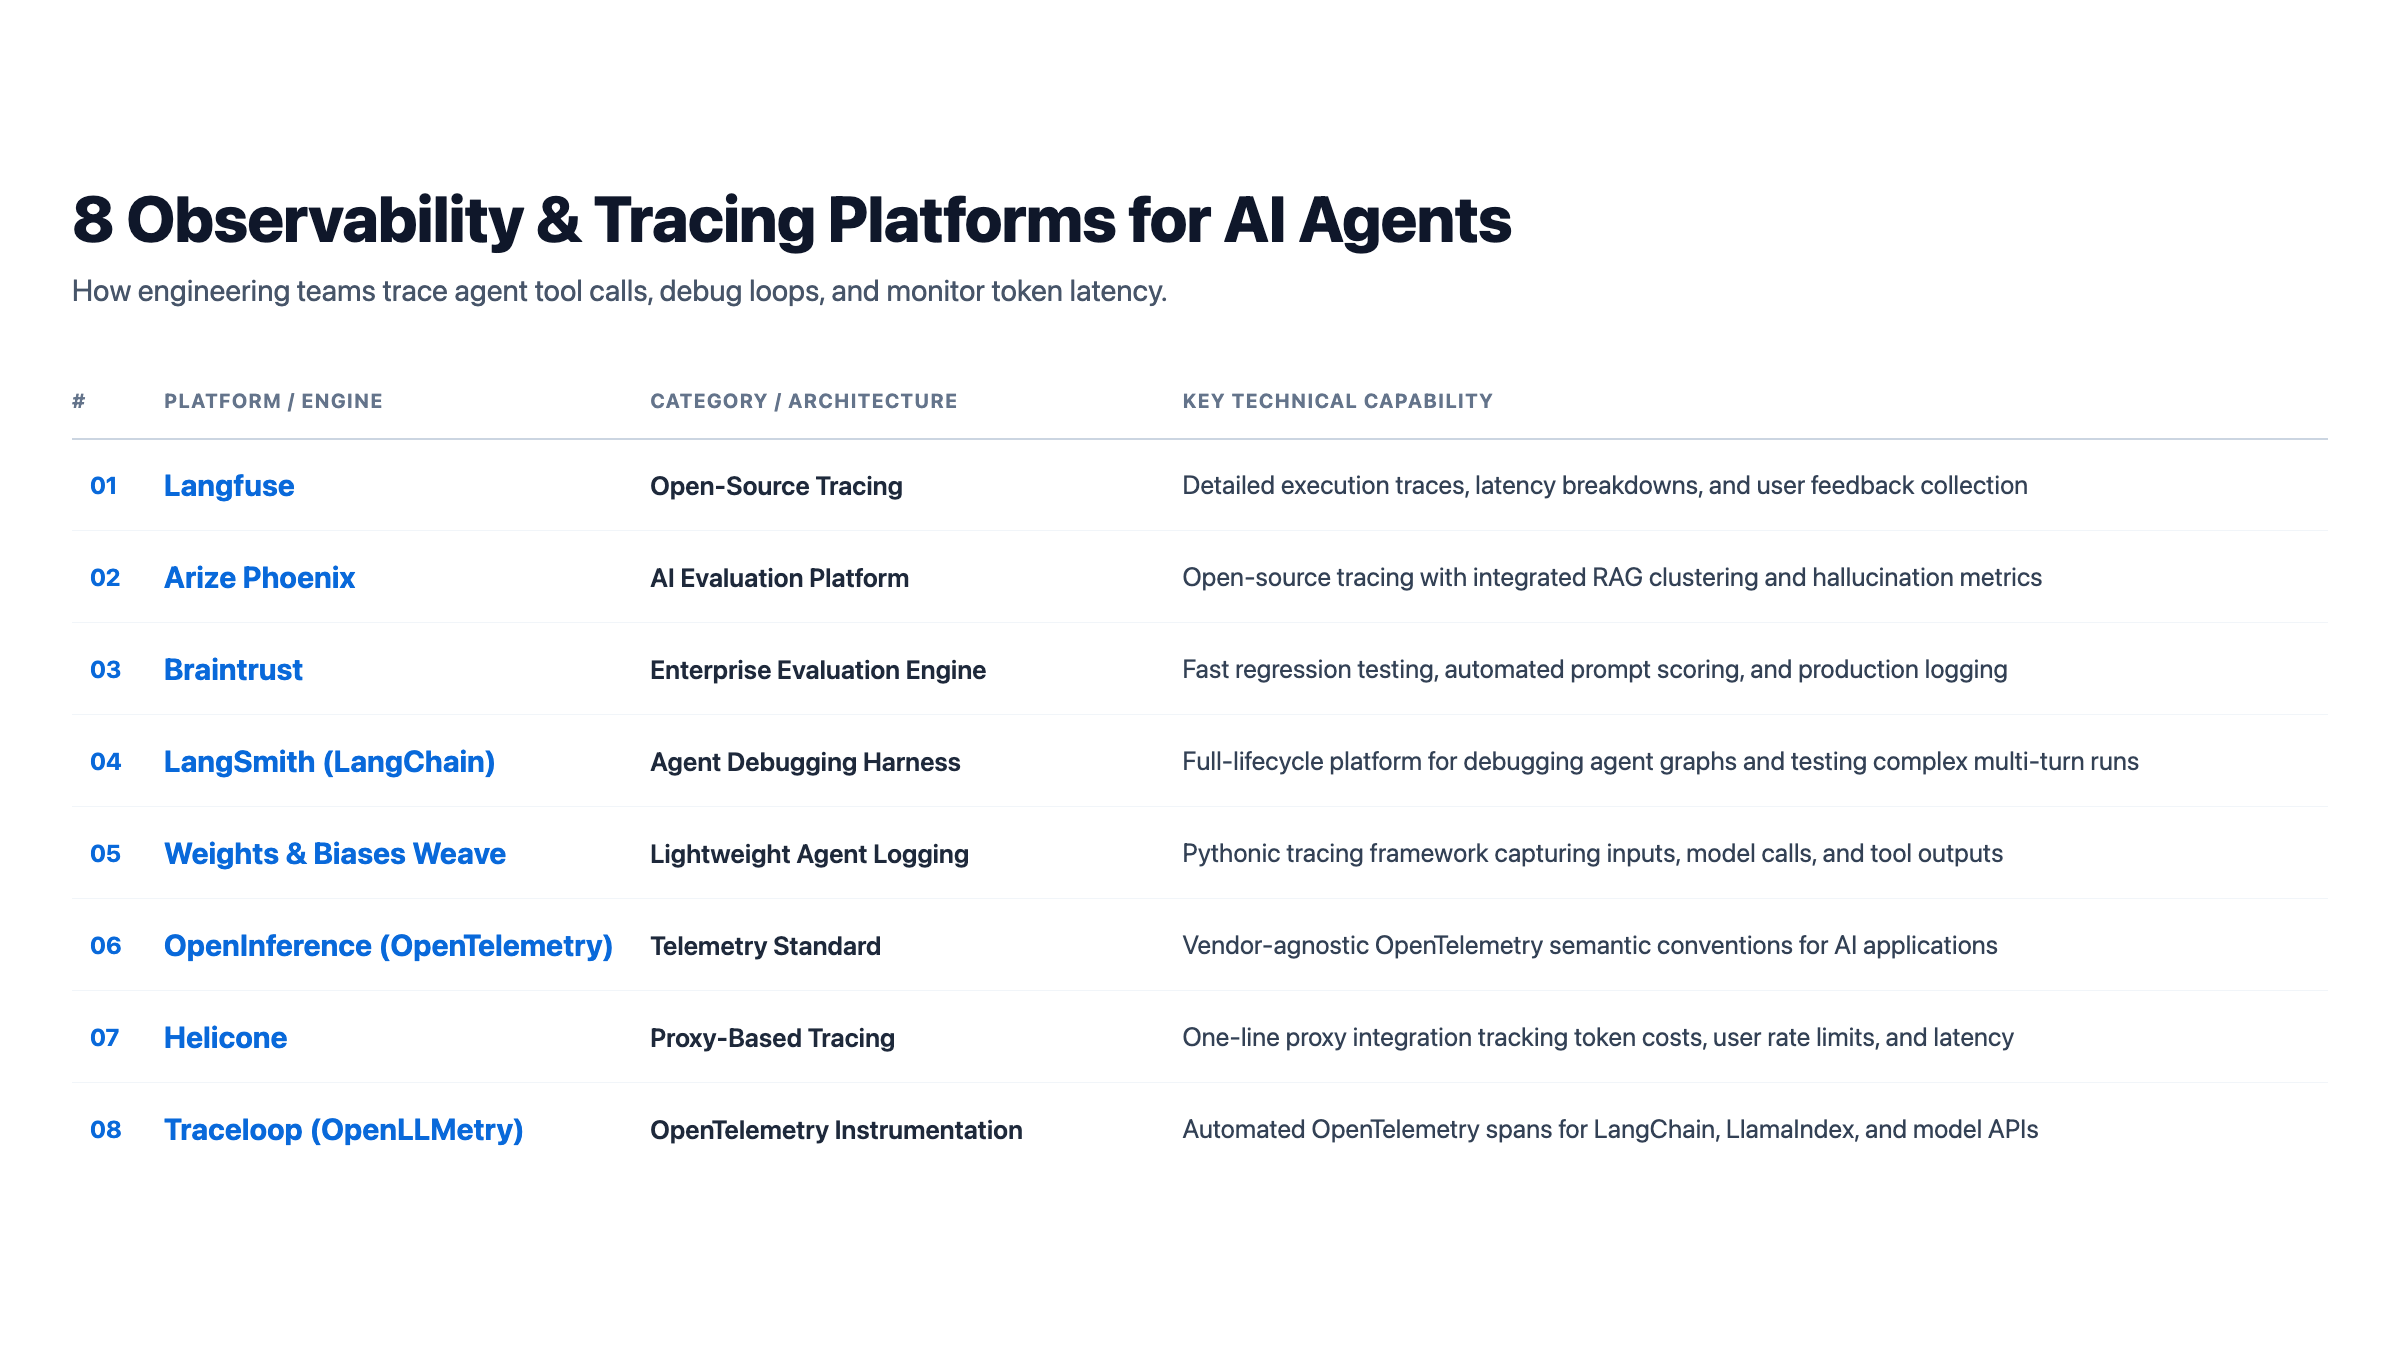 8 Observability & Tracing Platforms for AI Agents
How engineering teams trace agent tool calls, debug loops, and monitor token latency.
# PLATFORM / ENGINE CATEGORY / ARCHITECTURE KEY TECHNICAL CAPABILITY
01 Langfuse Open-Source Tracing Detailed execution traces, latency breakdowns, and user feedback collection
02 Arize Phoenix AI Evaluation Platform Open-source tracing with integrated RAG clustering and hallucination metrics
03 Braintrust Enterprise Evaluation Engine Fast regression testing, automated prompt scoring, and production logging
04 LangSmith (LangChain) Agent Debugging Harness Full-lifecycle platform for debugging agent graphs and testing complex multi-turn runs
05 Weights & Biases Weave Lightweight Agent Logging Pythonic tracing framework capturing inputs, model calls, and tool outputs
06 OpenInference (OpenTelemetry) Telemetry Standard Vendor-agnostic OpenTelemetry semantic conventions for AI applications
07 Helicone Proxy-Based Tracing One-line proxy integration tracking token costs, user rate limits, and latency
08 Traceloop (OpenLLMetry) OpenTelemetry Instrumentation Automated OpenTelemetry spans for LangChain, LlamaIndex, and model APIs